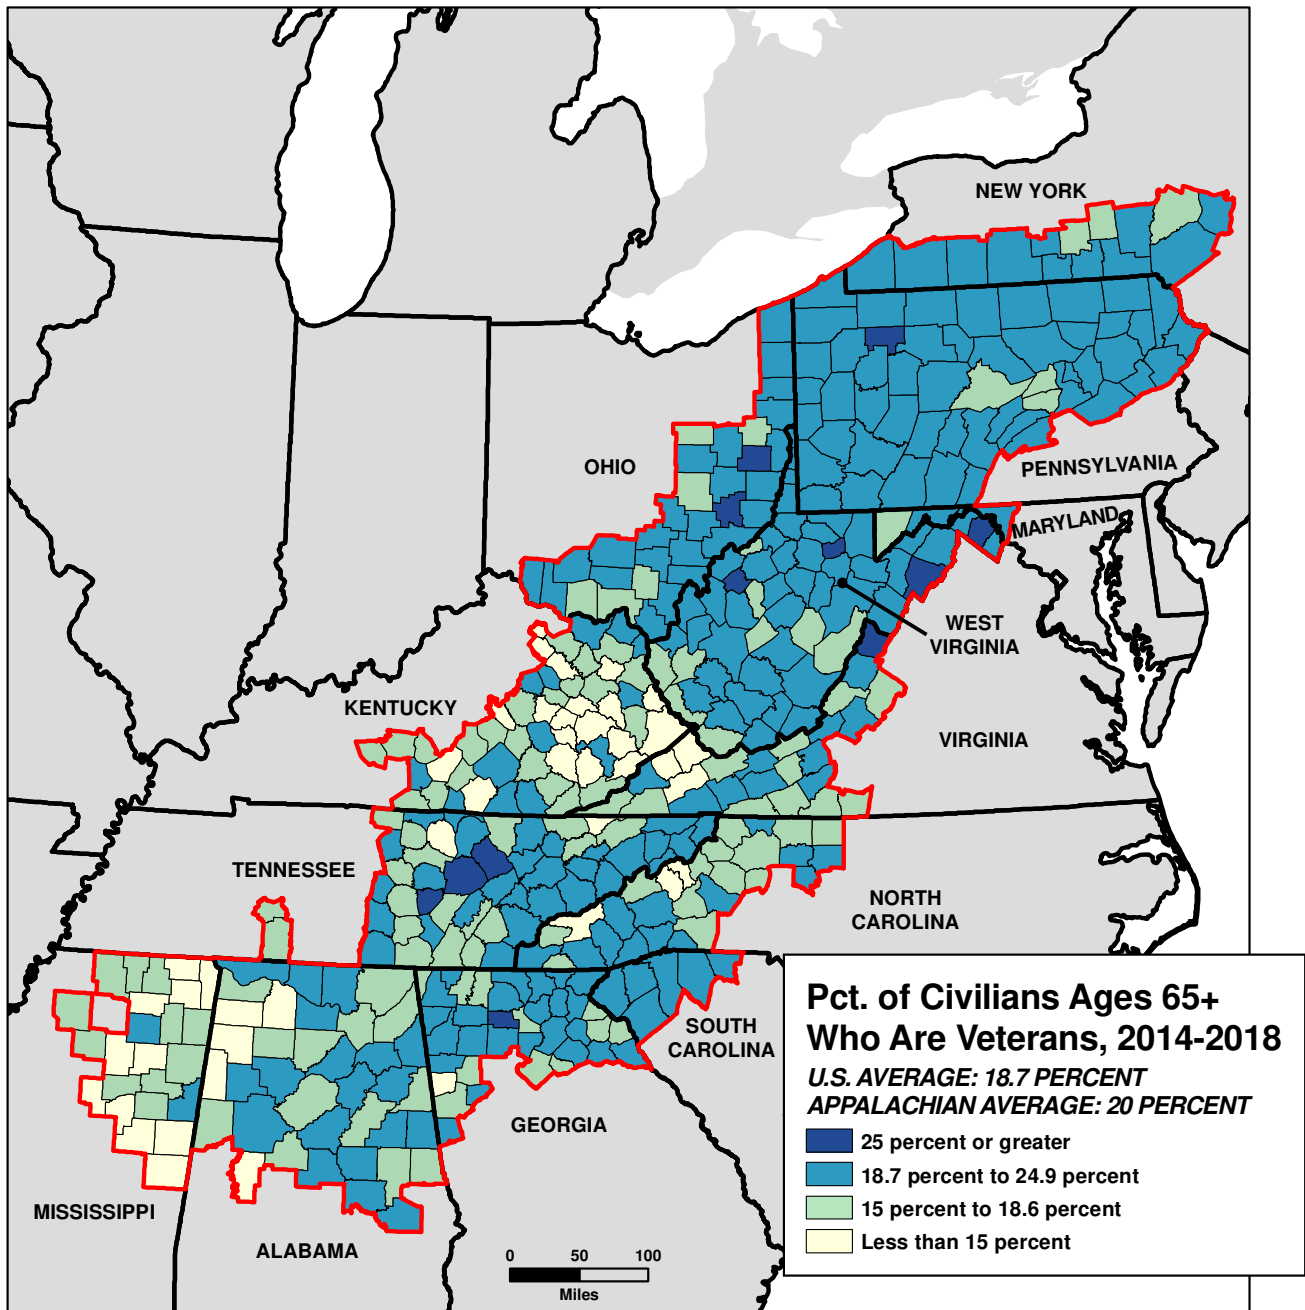 NEW YORK
OHIO
PENNSYLVANIA
MARYLAND
WEST
VIRGINIA
KENTUCKY
VIRGINIA
TENNESSEE
NORTH
CAROLINA
SOUTH
CAROLINA
GEORGIA
MISSISSIPPI
ALABAMA
0 50 100
Miles
Pct. of Civilians Ages 65+
Who Are Veterans, 2014-2018
U.S. AVERAGE: 18.7 PERCENT
APPALACHIAN AVERAGE: 20 PERCENT
25 percent or greater
18.7 percent to 24.9 percent
15 percent to 18.6 percent
Less than 15 percent